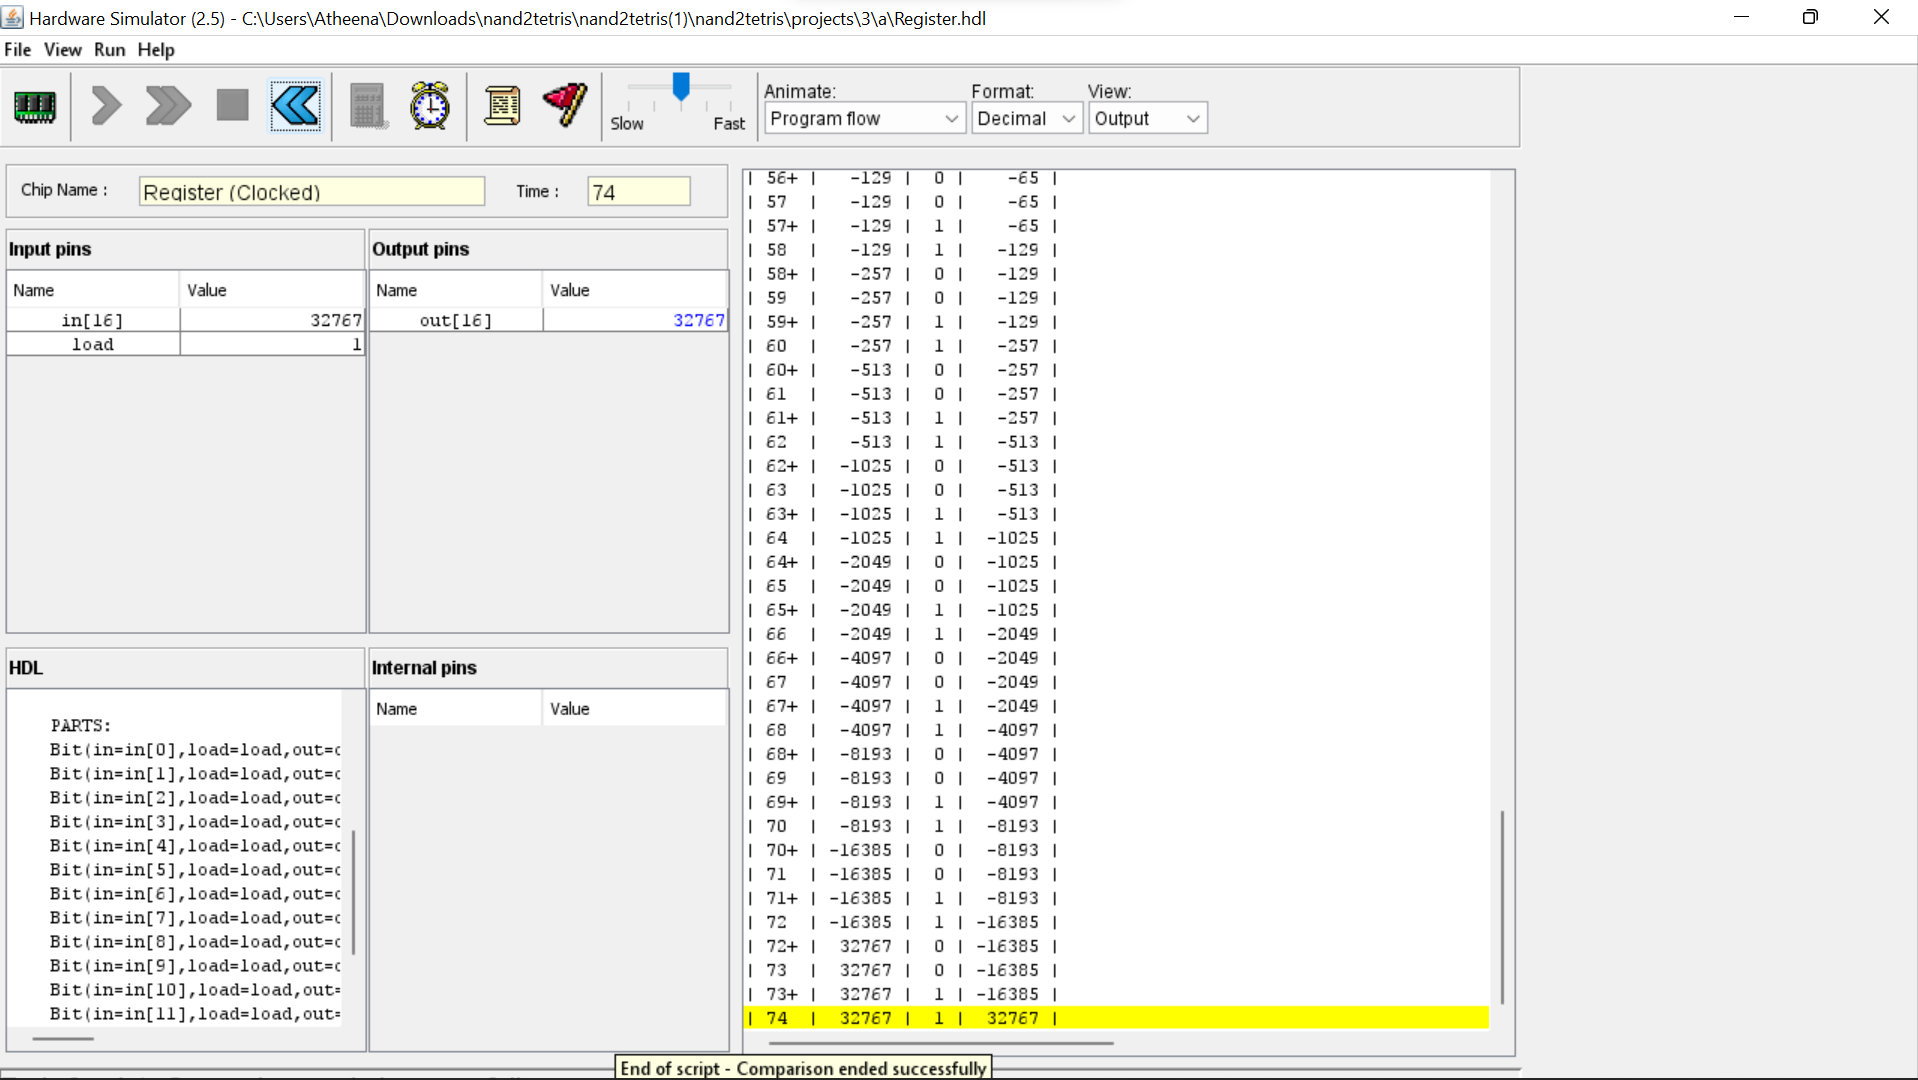 Hardware Simulator (2.5) - C:\Users\Atheena\Downloads\nand2tetris\nand2tetris(1)\nand2tetris\projects\3\a\Register.hdl
File View Run Help
Slow Fast
Animate: Format: View:
Program flow Decimal Output
Chip Name : Register (Clocked) Time : 74
Input pins
Name Value
in[16] 32767
load 1
Output pins
Name Value
out[16] 32767
HDL
PARTS:
Bit(in=in[0],load=load,out=
Bit(in=in[1],load=load,out=
Bit(in=in[2],load=load,out=
Bit(in=in[3],load=load,out=
Bit(in=in[4],load=load,out=
Bit(in=in[5],load=load,out=
Bit(in=in[6],load=load,out=
Bit(in=in[7],load=load,out=
Bit(in=in[8],load=load,out=
Bit(in=in[9],load=load,out=
Bit(in=in[10],load=load,out=
Bit(in=in[11],load=load,out=
Internal pins
Name Value
| 56+ | -129 | 0 | -65 |
| 57 | -129 | 0 | -65 |
| 57+ | -129 | 1 | -65 |
| 58 | -129 | 1 | -129 |
| 58+ | -257 | 0 | -129 |
| 59 | -257 | 0 | -129 |
| 59+ | -257 | 1 | -129 |
| 60 | -257 | 1 | -257 |
| 60+ | -513 | 0 | -257 |
| 61 | -513 | 0 | -257 |
| 61+ | -513 | 1 | -257 |
| 62 | -513 | 1 | -513 |
| 62+ | -1025 | 0 | -513 |
| 63 | -1025 | 0 | -513 |
| 63+ | -1025 | 1 | -513 |
| 64 | -1025 | 1 | -1025 |
| 64+ | -2049 | 0 | -1025 |
| 65 | -2049 | 0 | -1025 |
| 65+ | -2049 | 1 | -1025 |
| 66 | -2049 | 1 | -2049 |
| 66+ | -4097 | 0 | -2049 |
| 67 | -4097 | 0 | -2049 |
| 67+ | -4097 | 1 | -2049 |
| 68 | -4097 | 1 | -4097 |
| 68+ | -8193 | 0 | -4097 |
| 69 | -8193 | 0 | -4097 |
| 69+ | -8193 | 1 | -4097 |
| 70 | -8193 | 1 | -8193 |
| 70+ | -16385 | 0 | -8193 |
| 71 | -16385 | 0 | -8193 |
| 71+ | -16385 | 1 | -8193 |
| 72 | -16385 | 1 | -16385 |
| 72+ | 32767 | 0 | -16385 |
| 73 | 32767 | 0 | -16385 |
| 73+ | 32767 | 1 | -16385 |
| 74 | 32767 | 1 | 32767 |
End of script - Comparison ended successfully